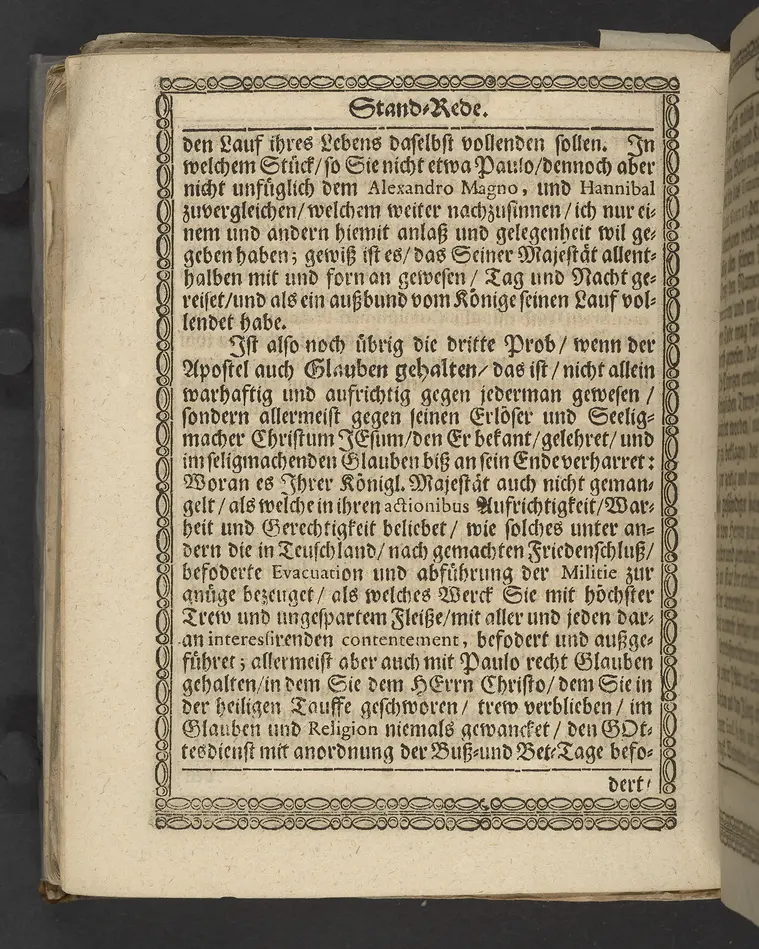 Stand-Rede.
den Lauf ihres Lebens daselbst vollenden sollen. In
welchem Stück/ so Sie nicht etwa Paulo/ dennoch aber
nicht unfüglich dem Alexandro Magno, und Hannibal
zuvergleichen/ welchem weiter nachzusinnen/ ich nur ei-
nem und andern hiemit anlaß und gelegenheit wil ge-
geben haben; gewiß ist es/ das Seiner Majestät allent-
halben mit und forn an gewesen/ Tag und Nacht ge-
reiset/ und als ein außbund vom Könige seinen Lauf vol-
lendet habe.
Ist also noch übrig die dritte Prob/ wenn der
Apostel auch Glauben gehalten/ das ist/ nicht allein
warhaftig und aufrichtig gegen jederman gewesen/
sondern allermeist gegen seinen Erlöser und Seelig-
macher Christum JEsum/ den Er bekant/ gelehret/ und
im seligmachenden Glauben biß an sein Ende verharret:
Woran es Ihrer Königl. Majestät auch nicht geman-
gelt/ als welche in ihren actionibus Aufrichtigkeit/ War-
heit und Gerechtigkeit beliebet/ wie solches unter an-
dern die in Teuschland/ nach gemachten Friedenschluß/
befoderte Evacuation und abführung der Militie zur
gnüge bezeuget/ als welches Werck Sie mit höchster
Trew und ungespartem Fleiße/ mit aller und jeden dar-
an interessirenden contentement, befodert und außge-
führet; allermeist aber auch mit Paulo recht Glauben
gehalten/ in dem Sie dem HErrn Christo/ dem Sie in
der heiligen Tauffe geschworen/ trew verblieben/ im
Glauben und Religion niemals gewancket/ den GOt-
tesdienst mit anordnung der Buß-und Bet-Tage befo-
dert/